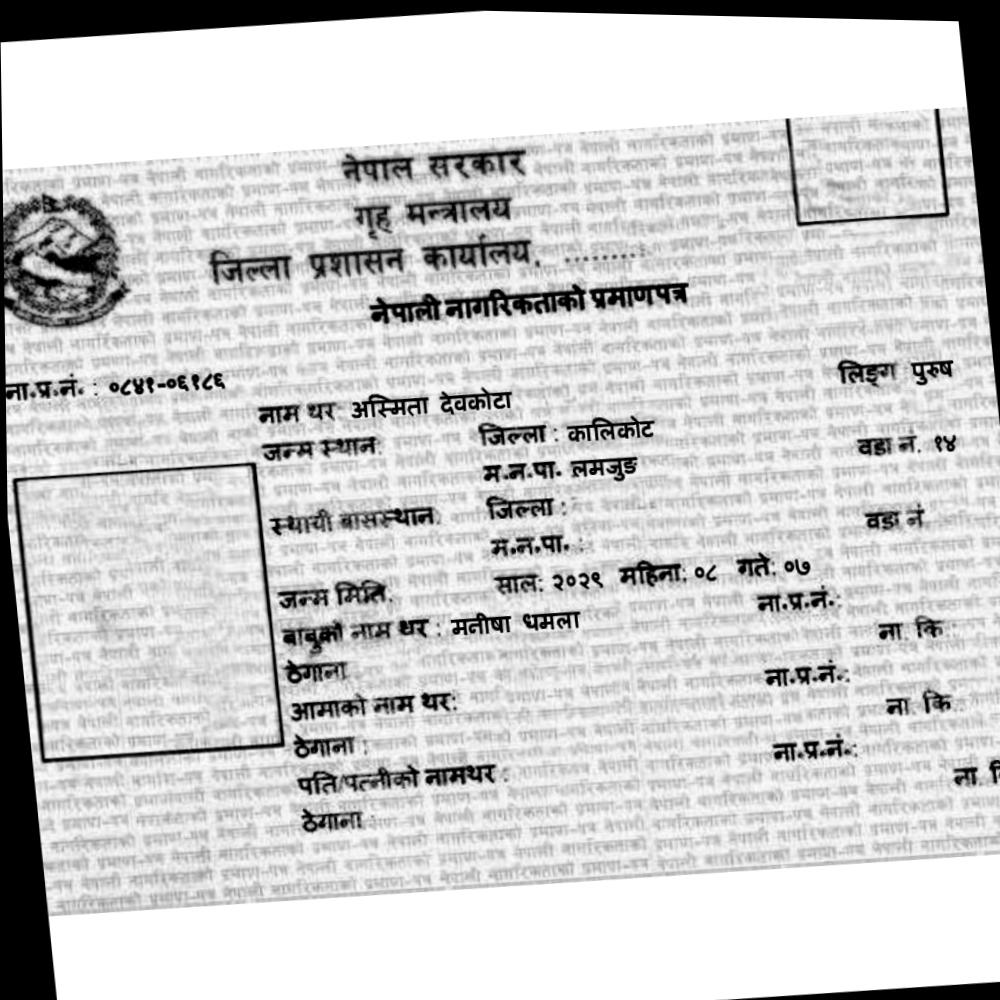 नेपाल सरकार
गृह मन्त्रालय
जिल्ला प्रशासन कार्यालय, ........:
नेपाली नागरिकताको प्रमाणपत्र
ना.प्र.नं. : ०८४१-०६१८६
लिङ्ग पुरुष
नाम थर: अस्मिता देवकोटा
जन्म स्थान: जिल्ला : कालिकोट
म.न.पा. लमजुङ वडा नं. १४
स्थायी बासस्थान: जिल्ला :
म.न.पा. : वडा नं
जन्म मिति: साल: २०२९ महिना: ०८ गते: ०७
बाबुको नाम थर : मनीषा धमला ना.प्र.नं.:
ठेगाना ना. कि.:
आमाको नाम थर: ना.प्र.नं.:
ठेगाना : ना. कि.:
पति/पत्नीको नामथर : ना.प्र.नं.:
ठेगाना : ना. कि